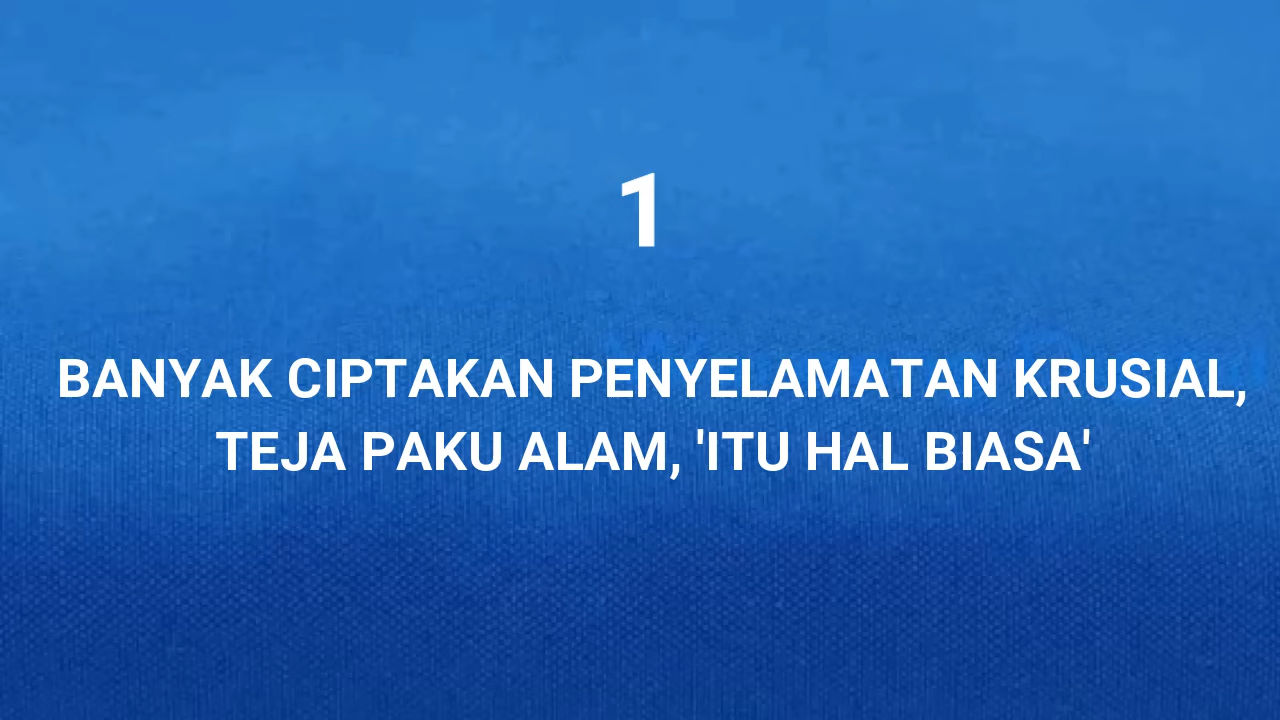 1
BANYAK CIPTAKAN PENYELAMATAN KRUSIAL,
TEJA PAKU ALAM, 'ITU HAL BIASA'